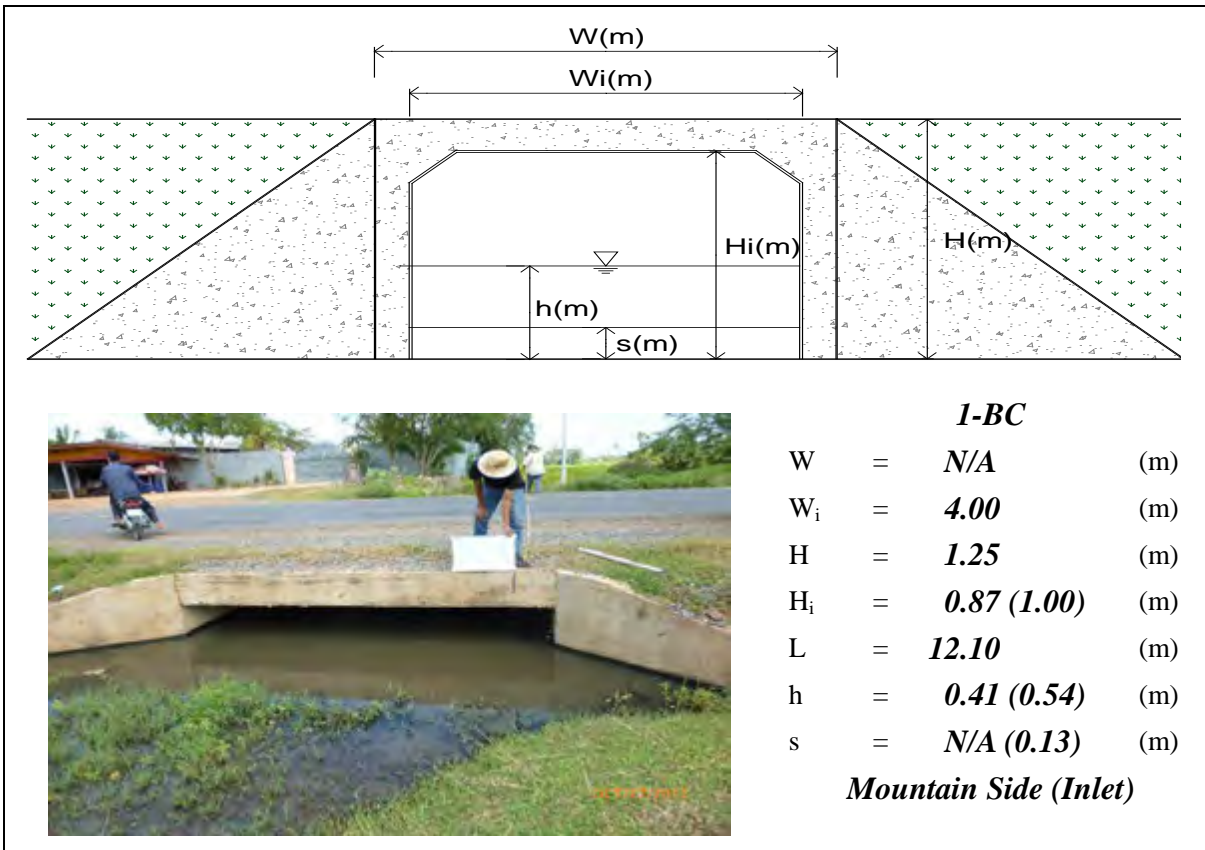 W(m)
Wi(m)
Hi(m)
H(m)
h(m)
s(m)
1-BC
W = N/A (m)
Wi = 4.00 (m)
H = 1.25 (m)
Hi = 0.87 (1.00) (m)
L = 12.10 (m)
h = 0.41 (0.54) (m)
s = N/A (0.13) (m)
Mountain Side (Inlet)